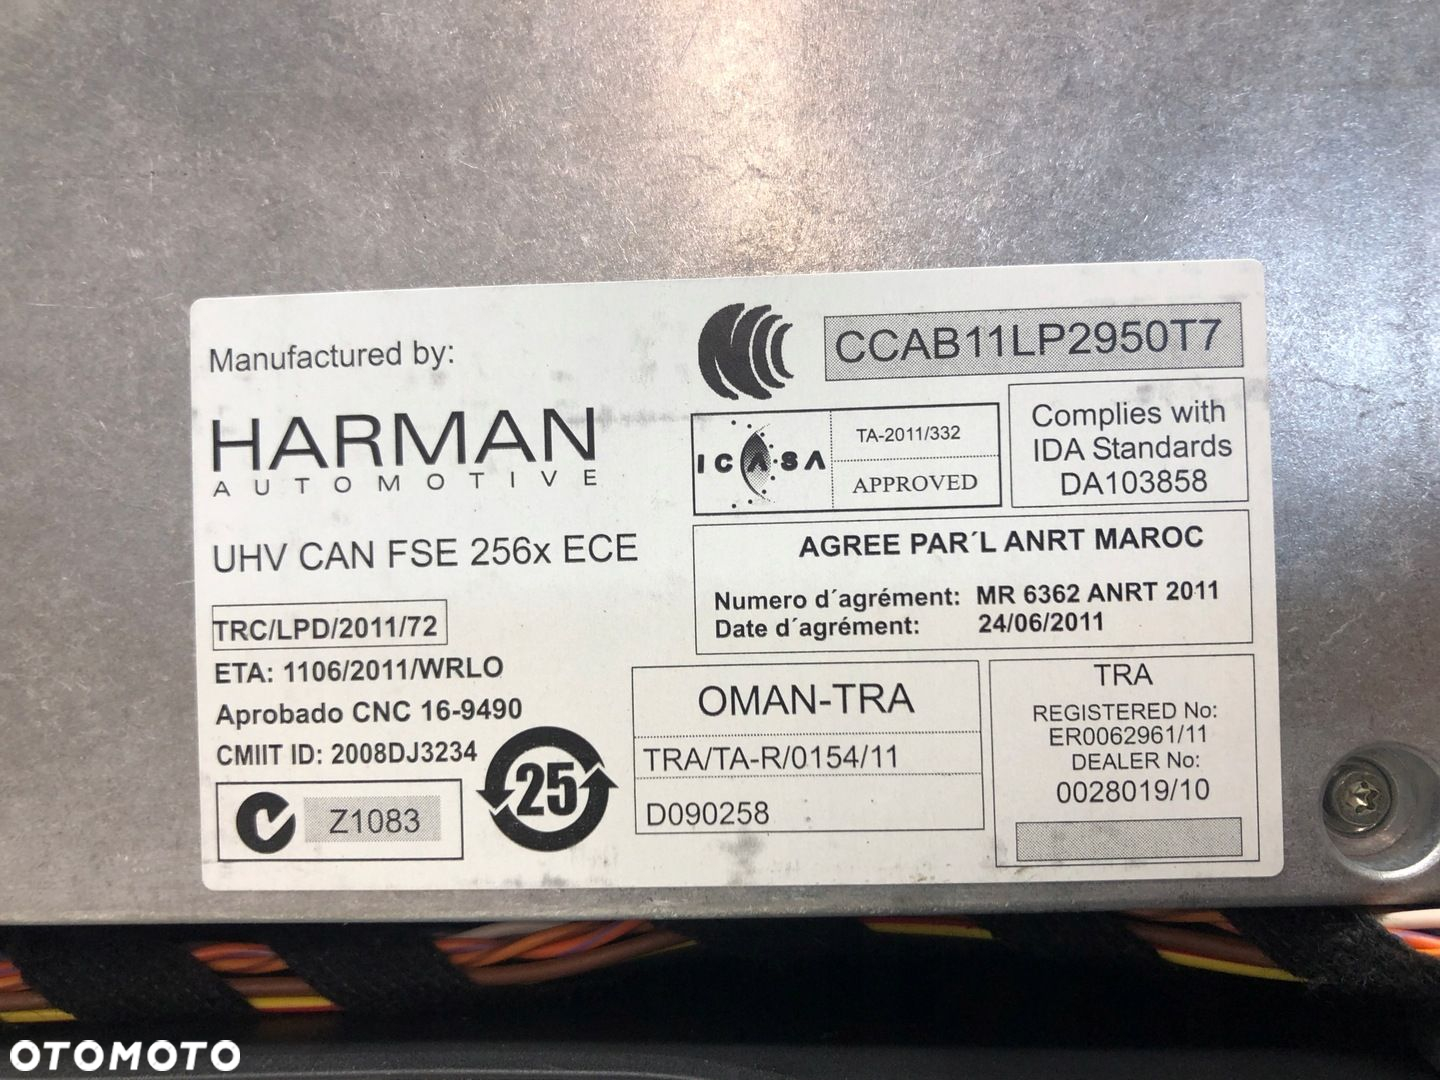 Manufactured by:
HARMAN
AUTOMOTIVE
UHV CAN FSE 256x ECE
TRC/LPD/2011/72
ETA: 1106/2011/WRLO
Aprobado CNC 16-9490
CMIIT ID: 2008DJ3234
Z1083
25
CCAB11LP2950T7
ICASA
TA-2011/332
APPROVED
Complies with
IDA Standards
DA103858
AGREE PAR´L ANRT MAROC
Numero d´agrément: MR 6362 ANRT 2011
Date d´agrément: 24/06/2011
OMAN-TRA
TRA/TA-R/0154/11
D090258
TRA
REGISTERED No:
ER0062961/11
DEALER No:
0028019/10
OTOMOTO